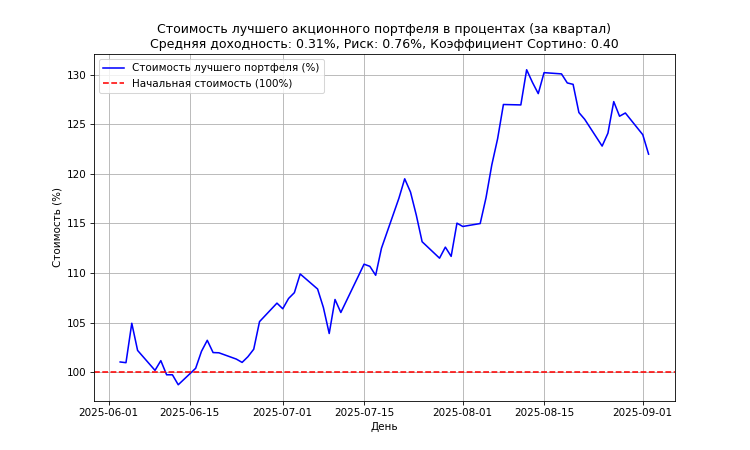 Стоимость лучшего акционного портфеля в процентах (за квартал)
Средняя доходность: 0.31%, Риск: 0.76%, Коэффициент Сортино: 0.40
Стоимость лучшего портфеля (%)
Начальная стоимость (100%)
Стоимость (%)
130
125
120
115
110
105
100
2025-06-01
2025-06-15
2025-07-01
2025-07-15
2025-08-01
2025-08-15
2025-09-01
День